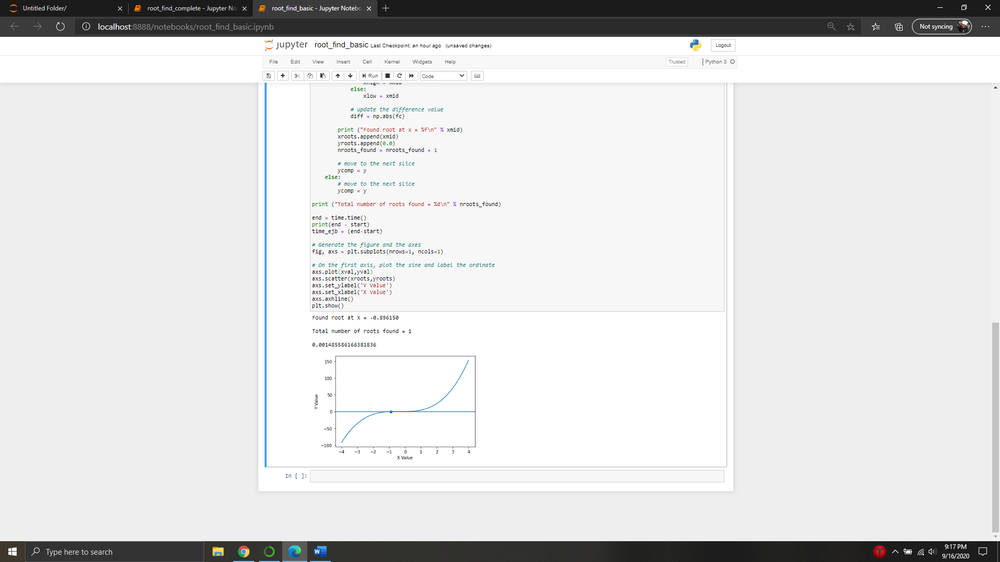 Untitled Folder/
root_find_complete - Jupyter No
root_find_basic - Jupyter Notebo
localhost:8888/notebooks/root_find_basic.ipynb
Not syncing
jupyter root_find_basic Last Checkpoint: an hour ago (unsaved changes)
Logout
File Edit View Insert Cell Kernel Widgets Help
Trusted
Python 3
Run
Code
else:
xlow = xmid
# update the difference value
diff = np.abs(fc)
print ("Found root at x = %f\n" % xmid)
xroots.append(xmid)
yroots.append(0.0)
nroots_found = nroots_found + 1
# move to the next slice
ycomp = y
else:
# move to the next slice
ycomp = y
print ("Total number of roots found = %d\n" % nroots_found)
end = time.time()
print(end - start)
time_ejb = (end-start)
# Generate the figure and the axes
fig, axs = plt.subplots(nrows=1, ncols=1)
# On the first axis, plot the sine and label the ordinate
axs.plot(xval,yval)
axs.scatter(xroots,yroots)
axs.set_ylabel('Y Value')
axs.set_xlabel('X Value')
axs.axhline()
plt.show()
Found root at x = -0.896150
Total number of roots found = 1
0.001485586166381836
150
100
50
0
−50
−100
Y Value
−4 −3 −2 −1 0 1 2 3 4
X Value
In [ ]:
Type here to search
9:17 PM
9/16/2020